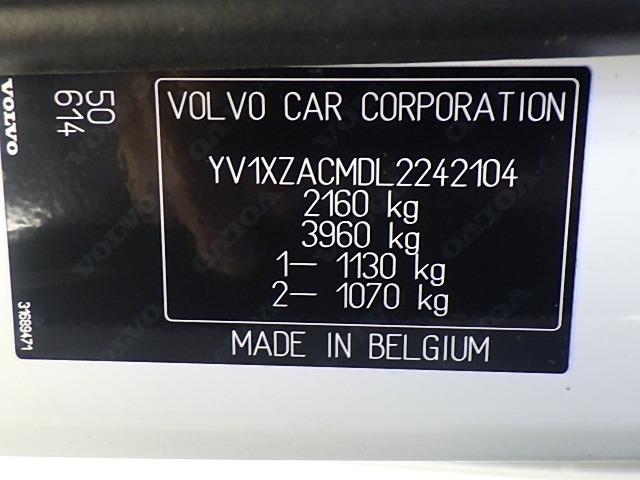 VOLVO
50
614
31689471
VOLVO CAR CORPORATION
YV1XZACMDL2242104
2160 kg
3960 kg
1– 1130 kg
2– 1070 kg
MADE IN BELGIUM